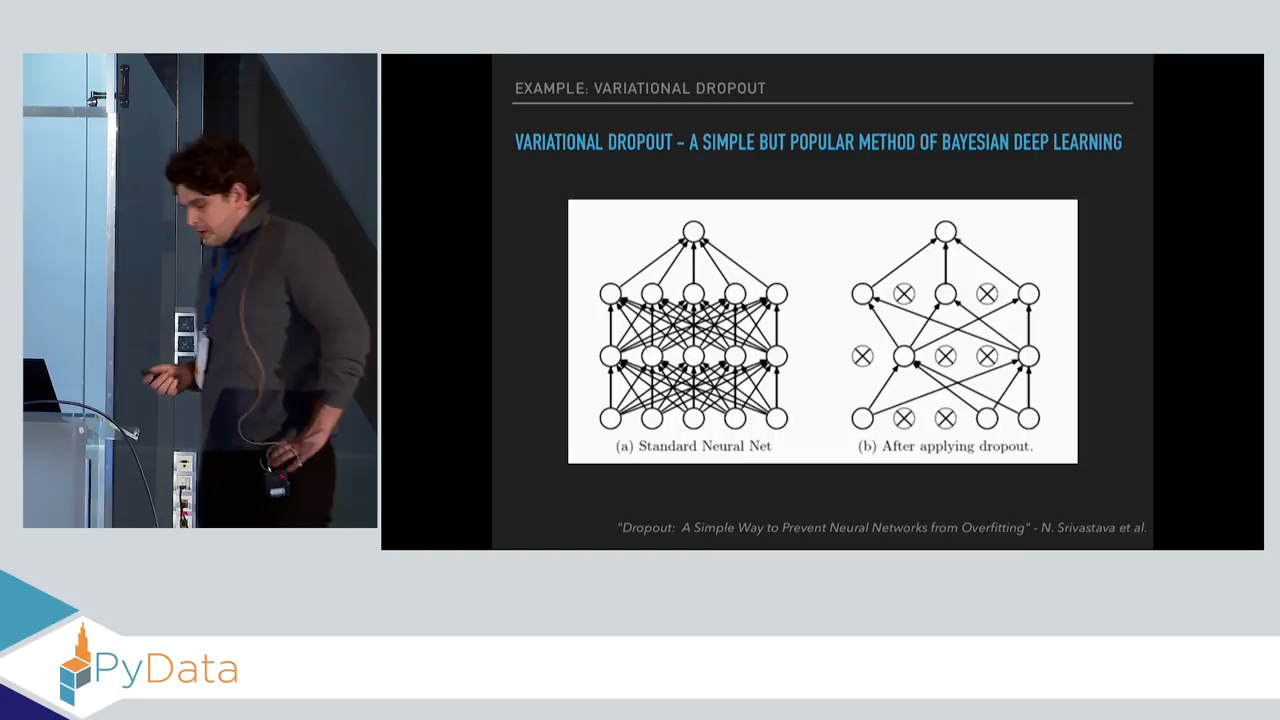 EXAMPLE: VARIATIONAL DROPOUT
VARIATIONAL DROPOUT – A SIMPLE BUT POPULAR METHOD OF BAYESIAN DEEP LEARNING
(a) Standard Neural Net
(b) After applying dropout.
"Dropout: A Simple Way to Prevent Neural Networks from Overfitting" - N. Srivastava et al.
PyData